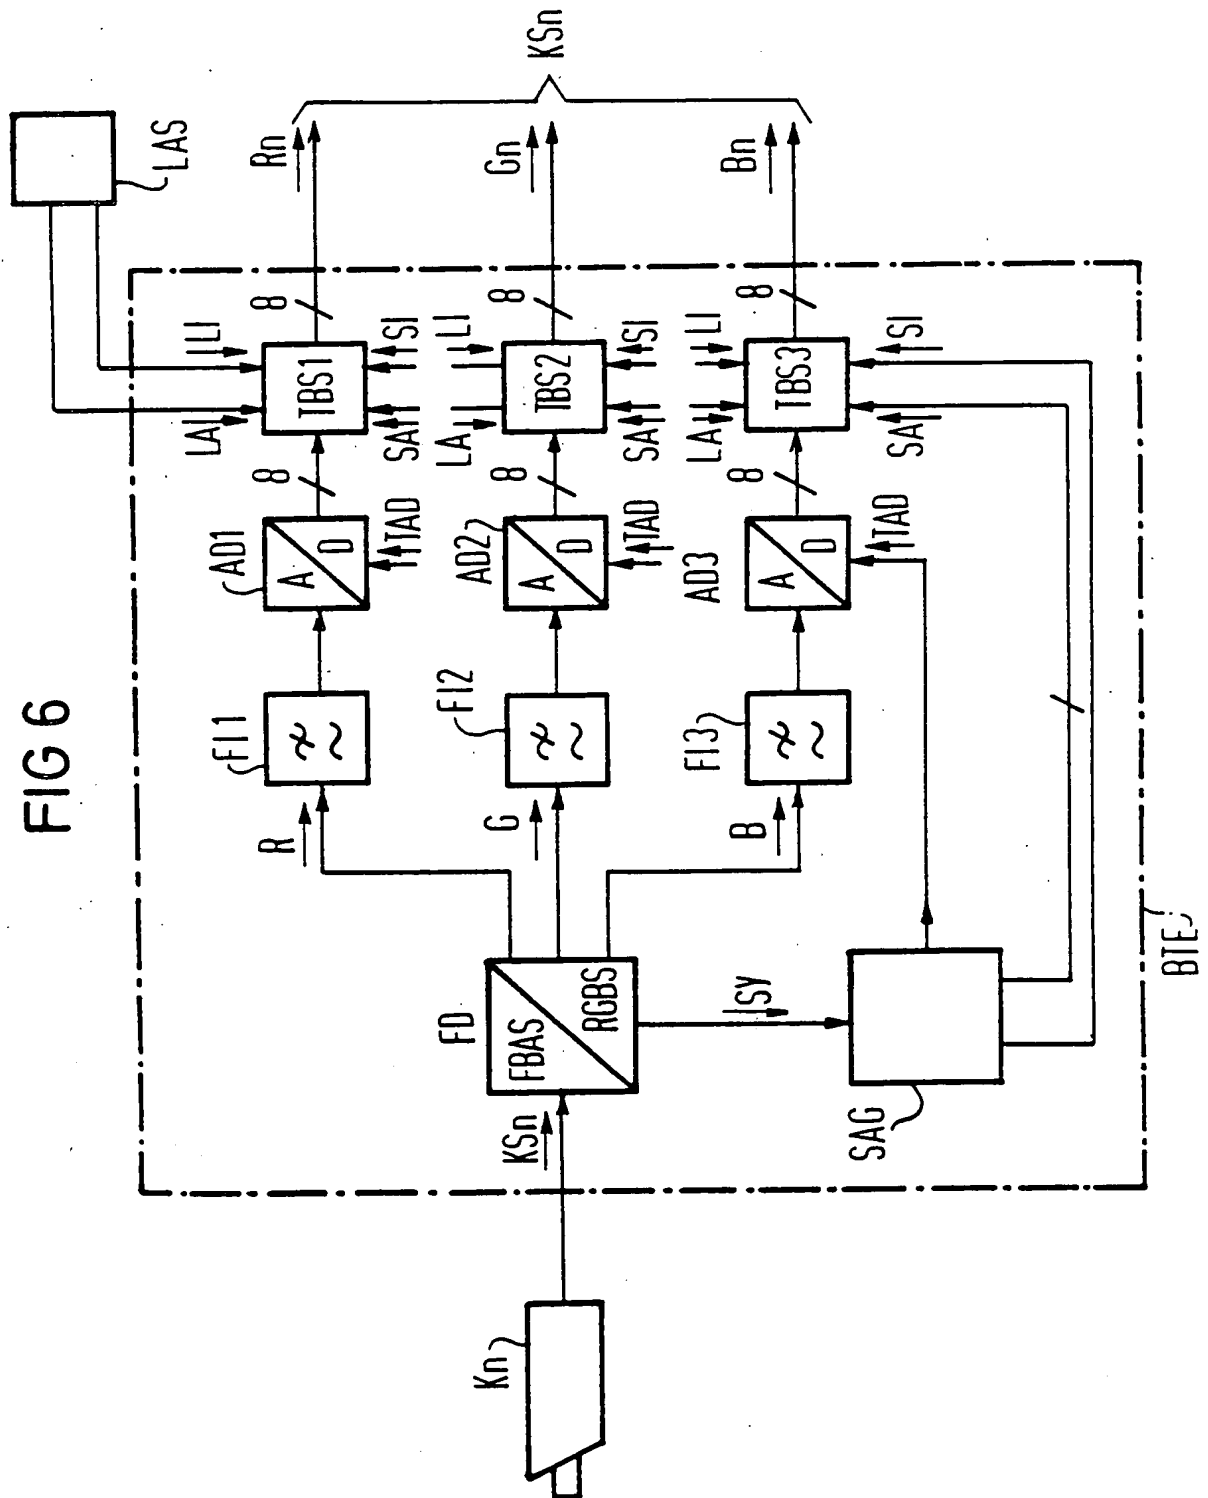 FIG 6
LAS
KSn
Rn
Gn
Bn
8
8
8
LA
LI
TBS1
SA
SI
LA
LI
TBS2
SA
SI
LA
LI
TBS3
SA
SI
8
8
8
AD1
A
D
TAD
AD2
A
D
TAD
AD3
A
D
TAD
FI1
FI2
FI3
R
G
B
FD
FBAS
RGBS
SY
SAG
KSn
Kn
BTE